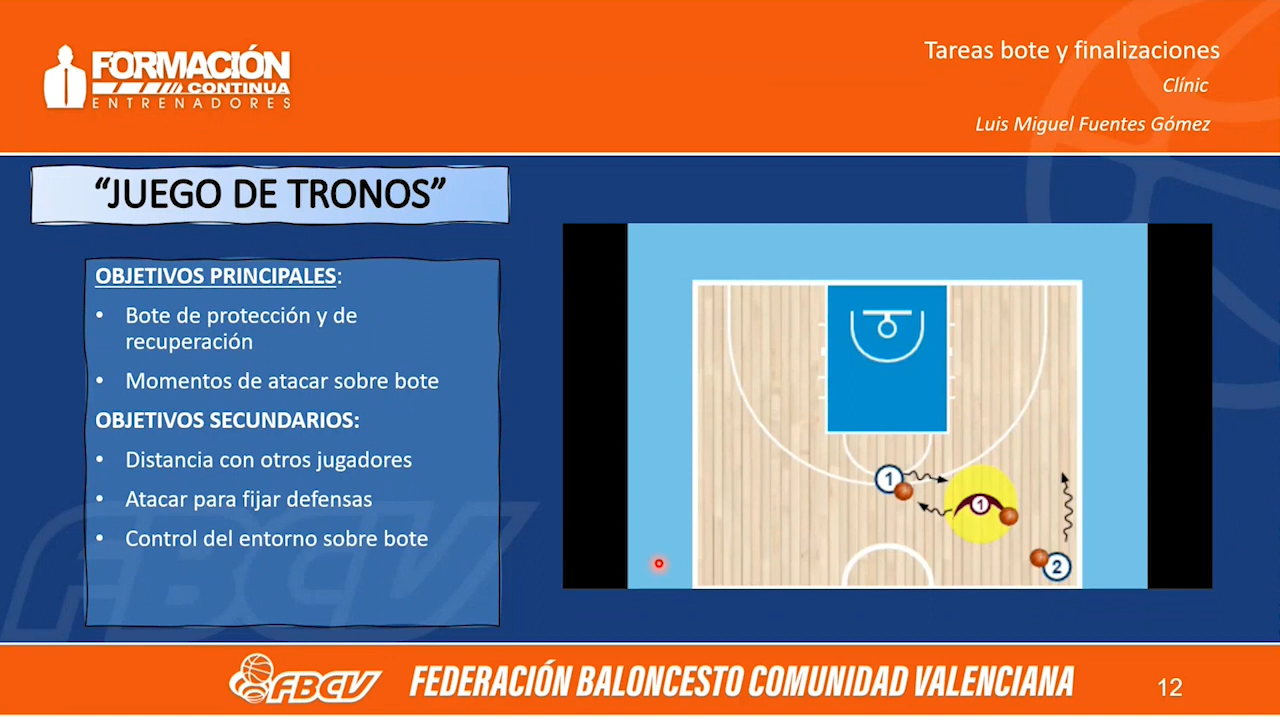 FORMACIÓN
CONTINUA
ENTRENADORES
Tareas bote y finalizaciones
Clínic
Luis Miguel Fuentes Gómez
“JUEGO DE TRONOS”
OBJETIVOS PRINCIPALES:
• Bote de protección y de
recuperación
• Momentos de atacar sobre bote
OBJETIVOS SECUNDARIOS:
• Distancia con otros jugadores
• Atacar para fijar defensas
• Control del entorno sobre bote
1
1
2
FBCV
FBCV
FEDERACIÓN BALONCESTO COMUNIDAD VALENCIANA
12